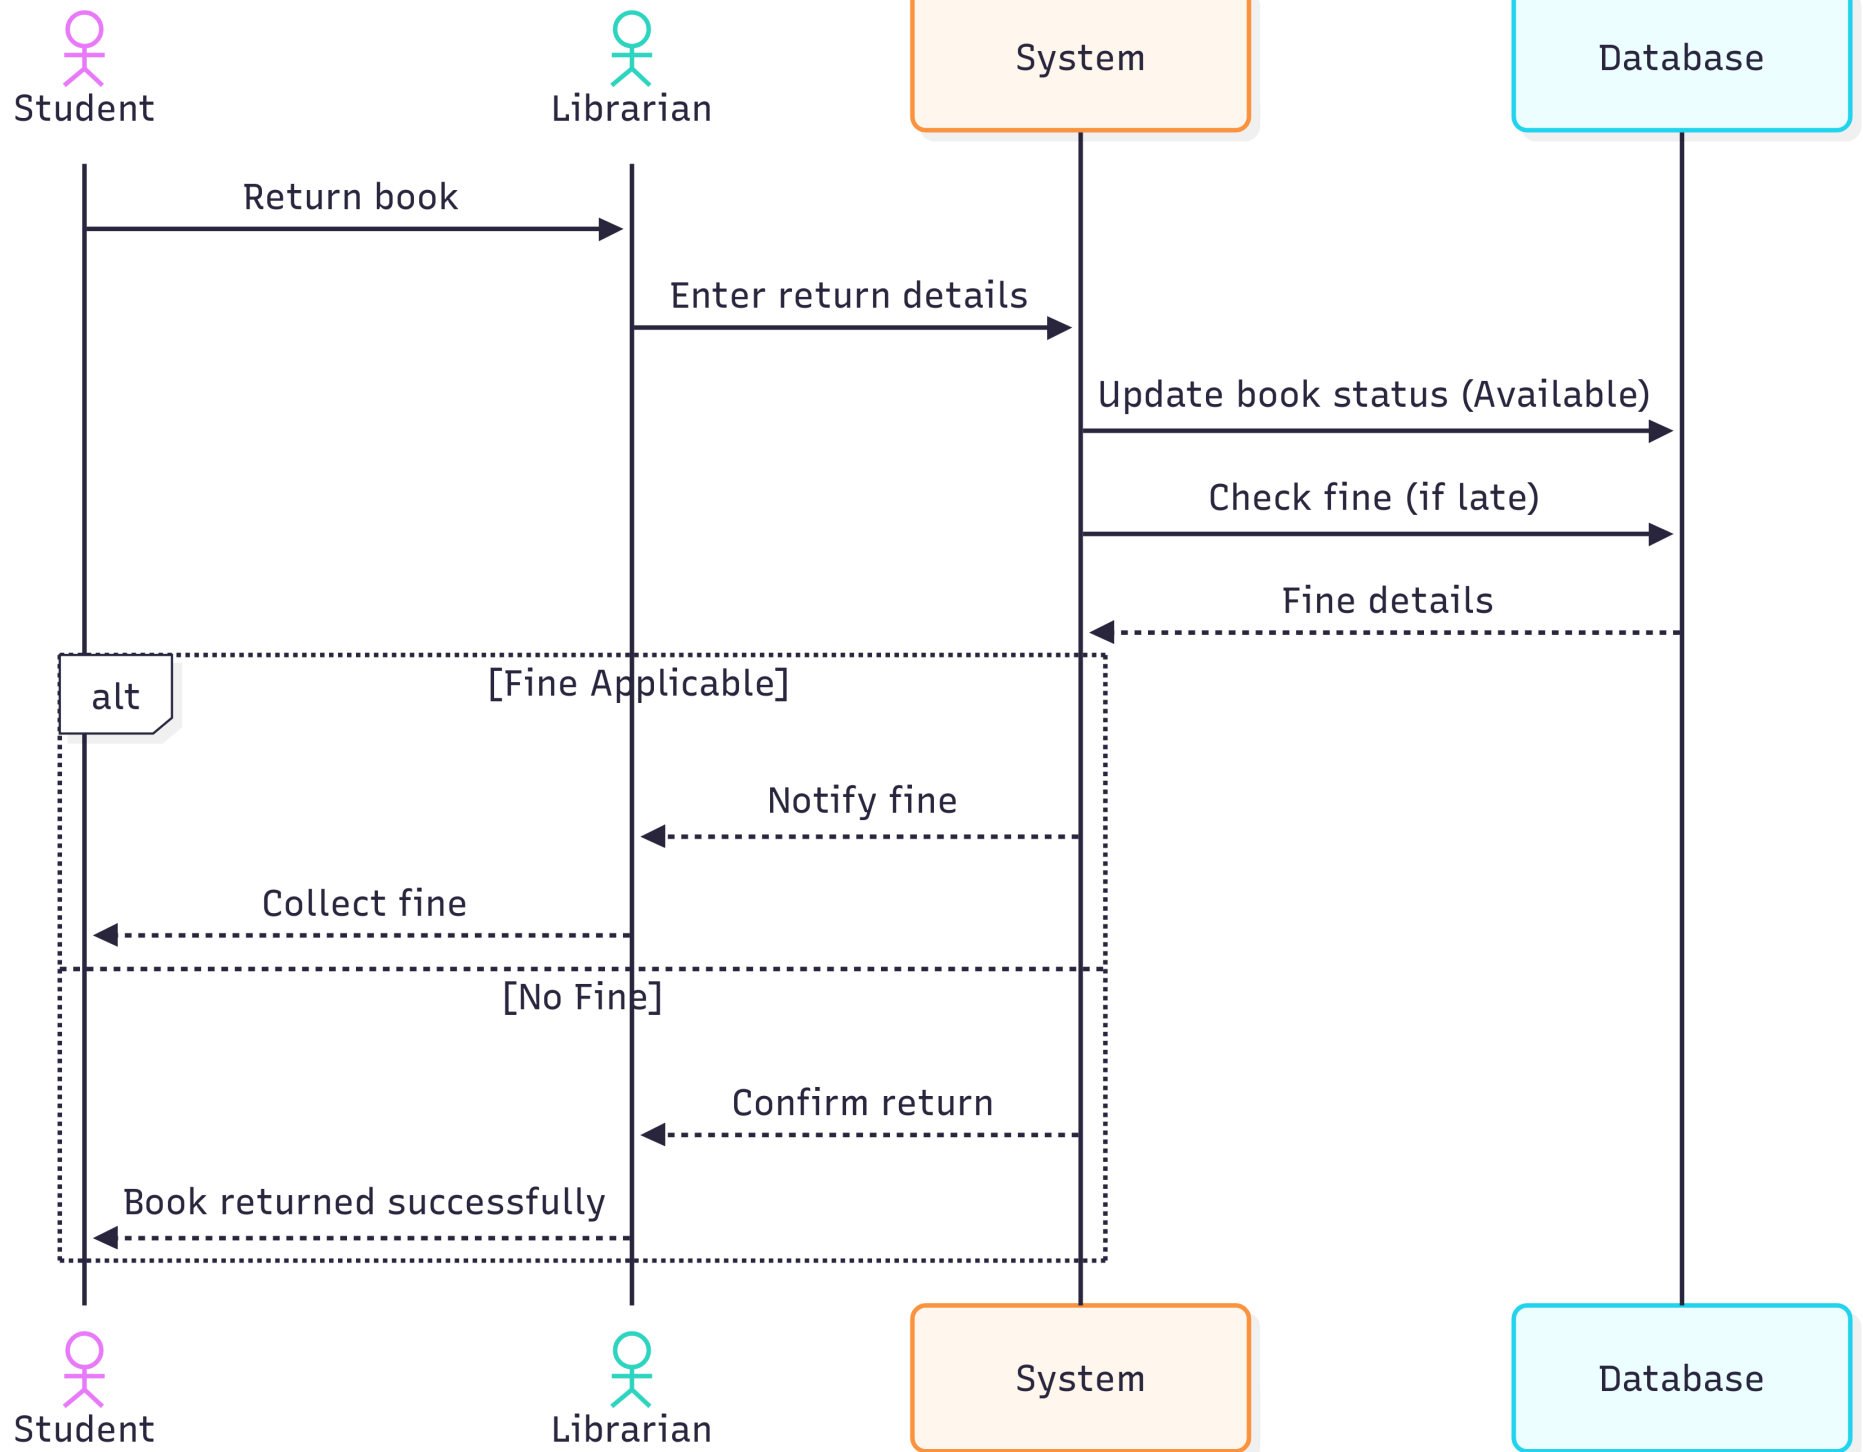 Student
Librarian
System
Database
Return book
Enter return details
Update book status (Available)
Check fine (if late)
Fine details
alt
[Fine Applicable]
Notify fine
Collect fine
[No Fine]
Confirm return
Book returned successfully
Student
Librarian
System
Database